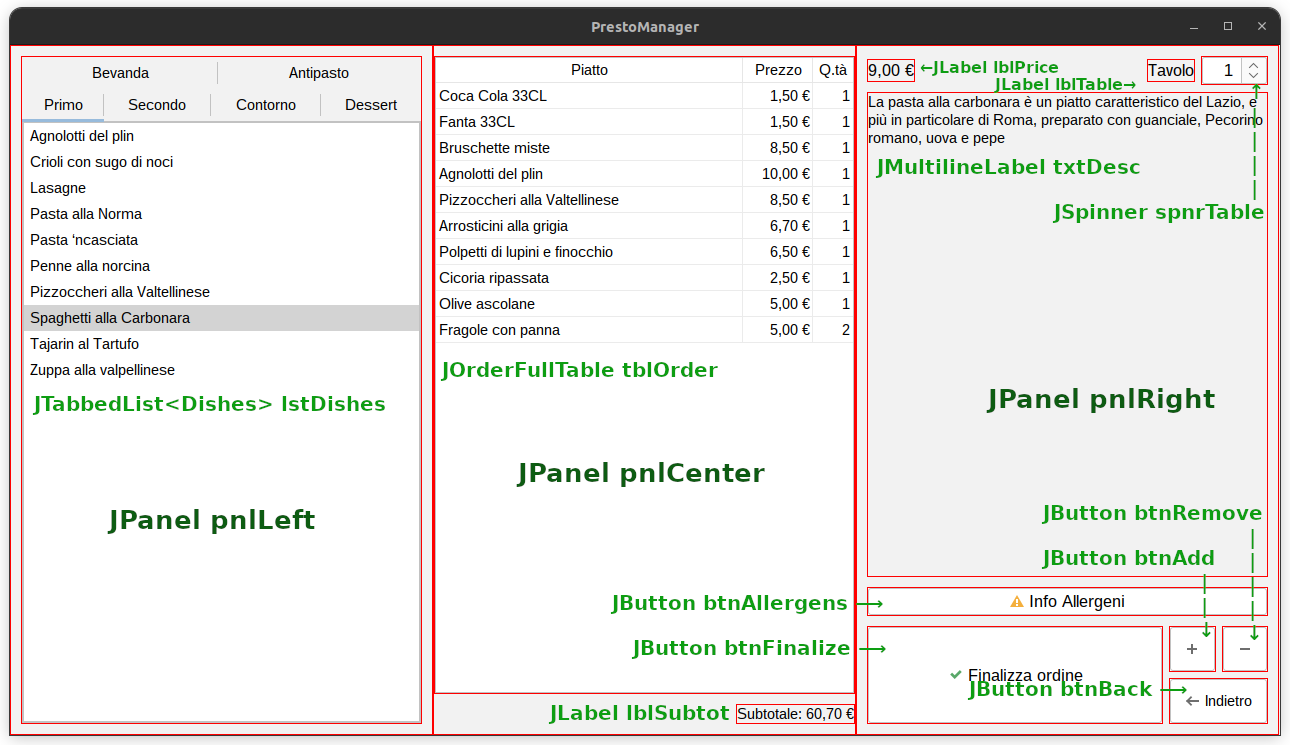 PrestoManager
Bevanda
Antipasto
Primo
Secondo
Contorno
Dessert
Agnolotti del plin
Crioli con sugo di noci
Lasagne
Pasta alla Norma
Pasta ‘ncasciata
Penne alla norcina
Pizzoccheri alla Valtellinese
Spaghetti alla Carbonara
Tajarin al Tartufo
Zuppa alla valpellinese
JTabbedList<Dishes> lstDishes
JPanel pnlLeft
Piatto Prezzo Q.tà
Coca Cola 33CL 1,50 € 1
Fanta 33CL 1,50 € 1
Bruschette miste 8,50 € 1
Agnolotti del plin 10,00 € 1
Pizzoccheri alla Valtellinese 8,50 € 1
Arrosticini alla grigia 6,70 € 1
Polpetti di lupini e finocchio 6,50 € 1
Cicoria ripassata 2,50 € 1
Olive ascolane 5,00 € 1
Fragole con panna 5,00 € 2
JOrderFullTable tblOrder
JPanel pnlCenter
JButton btnAllergens
JButton btnFinalize
JLabel lblSubtot
Subtotale: 60,70 €
9,00 €
←JLabel lblPrice
JLabel lblTable→
Tavolo
1
La pasta alla carbonara è un piatto caratteristico del Lazio, e
più in particolare di Roma, preparato con guanciale, Pecorino
romano, uova e pepe
JMultilineLabel txtDesc
JSpinner spnrTable
JPanel pnlRight
JButton btnRemove
JButton btnAdd
Info Allergeni
Finalizza ordine
+
−
JButton btnBack
Indietro